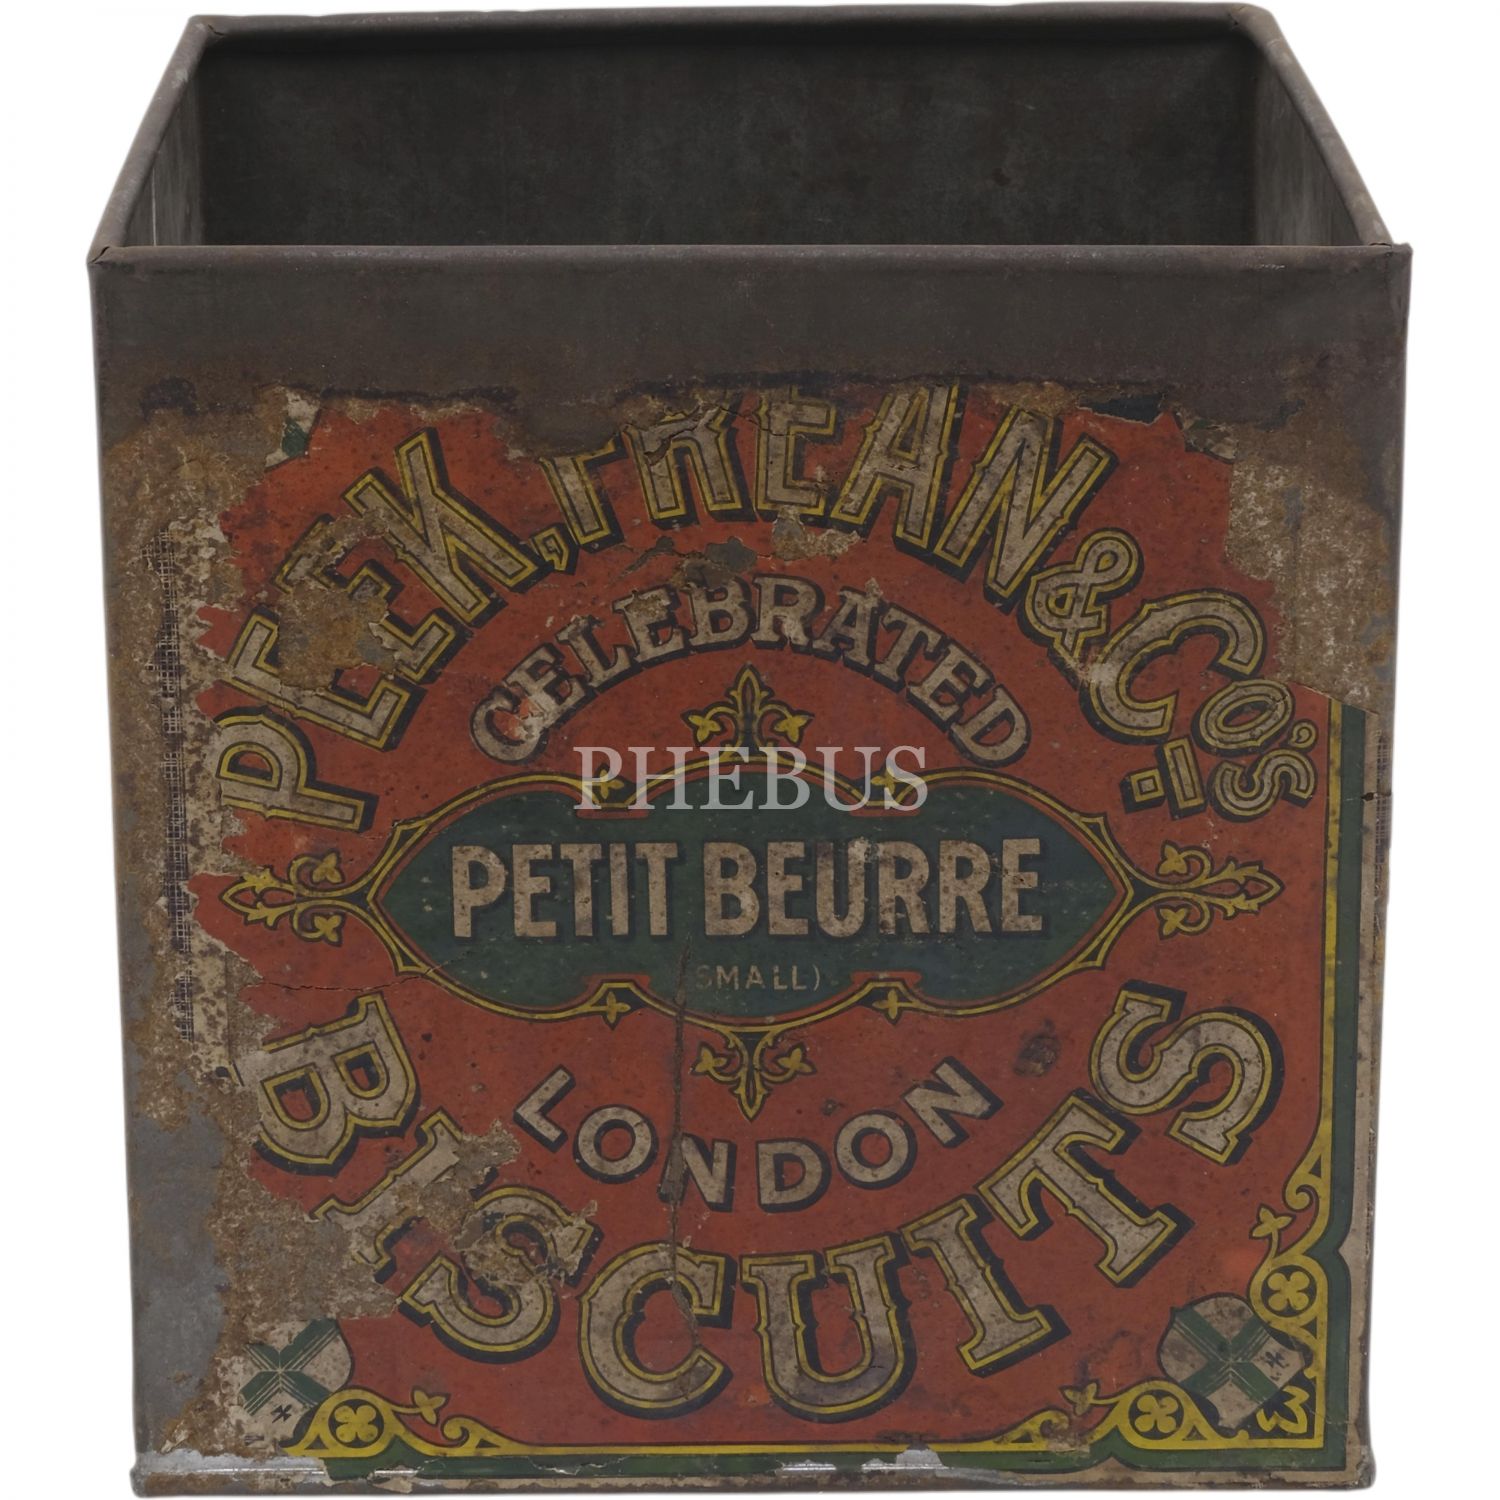 PEEK, FREAN & Co's
CELEBRATED
PHEBUS
PETIT BEURRE
(SMALL)
LONDON
BISCUITS